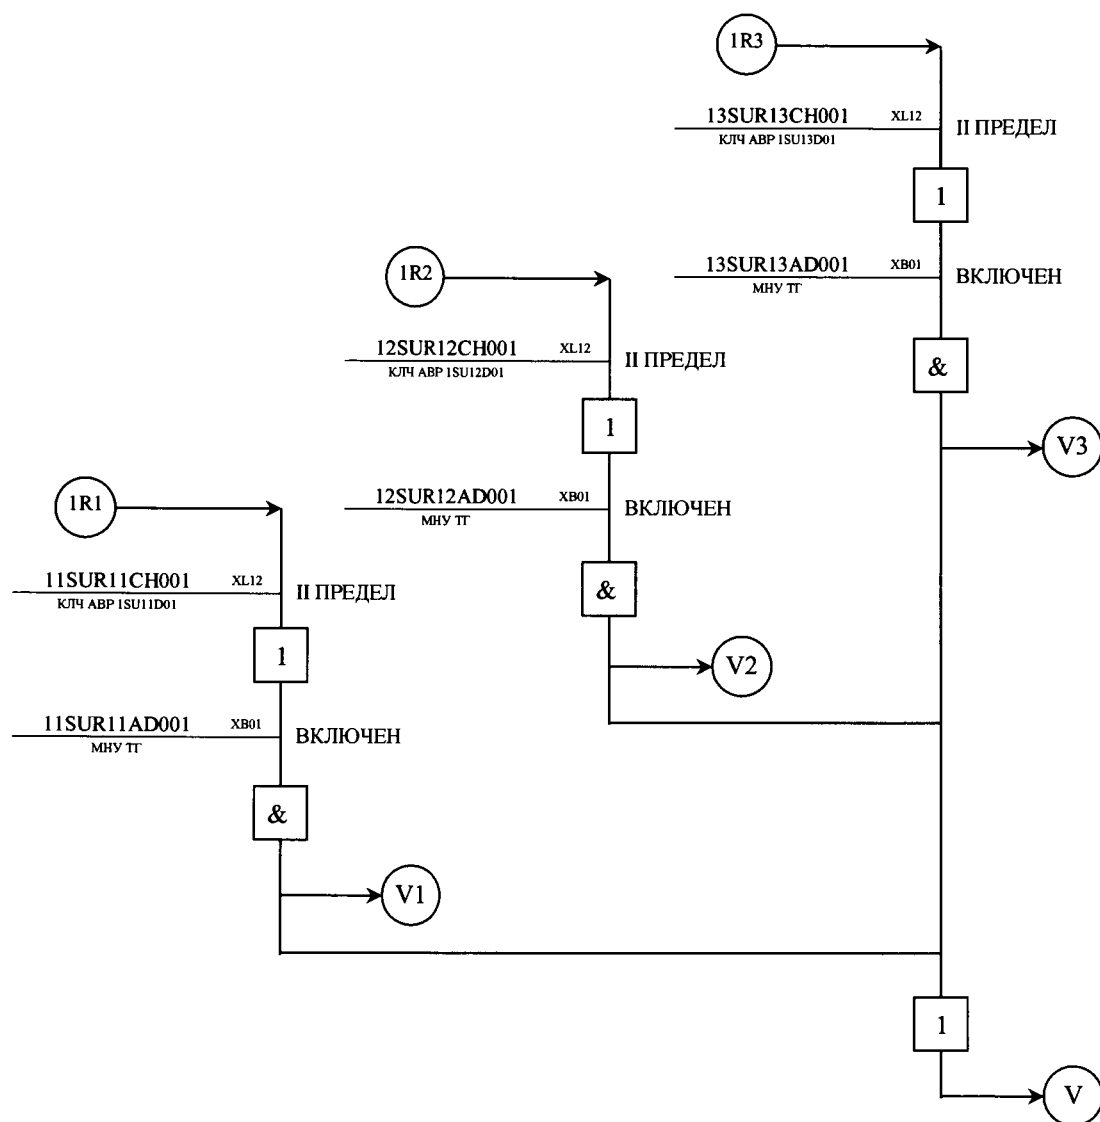 1R3
13SUR13CH001 XL12 II ПРЕДЕЛ
КЛЧ АВР 1SU13D01
1
13SUR13AD001 XB01 ВКЛЮЧЕН
МНУ ТГ
&
V3
1R2
12SUR12CH001 XL12 II ПРЕДЕЛ
КЛЧ АВР 1SU12D01
1
12SUR12AD001 XB01 ВКЛЮЧЕН
МНУ ТГ
&
V2
1R1
11SUR11CH001 XL12 II ПРЕДЕЛ
КЛЧ АВР 1SU11D01
1
11SUR11AD001 XB01 ВКЛЮЧЕН
МНУ ТГ
&
V1
1
V